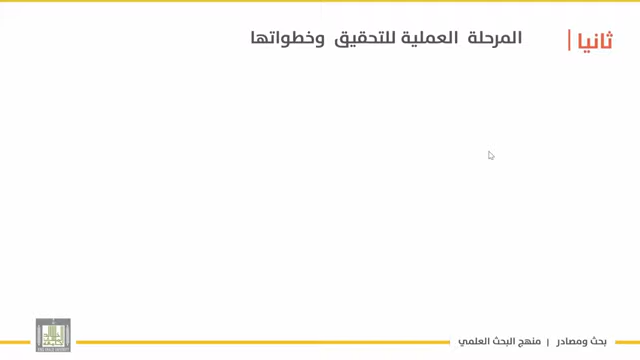 ثانيا | المرحلة العملية للتحقيق وخطواتها
بحث ومصادر | منهج البحث العلمي